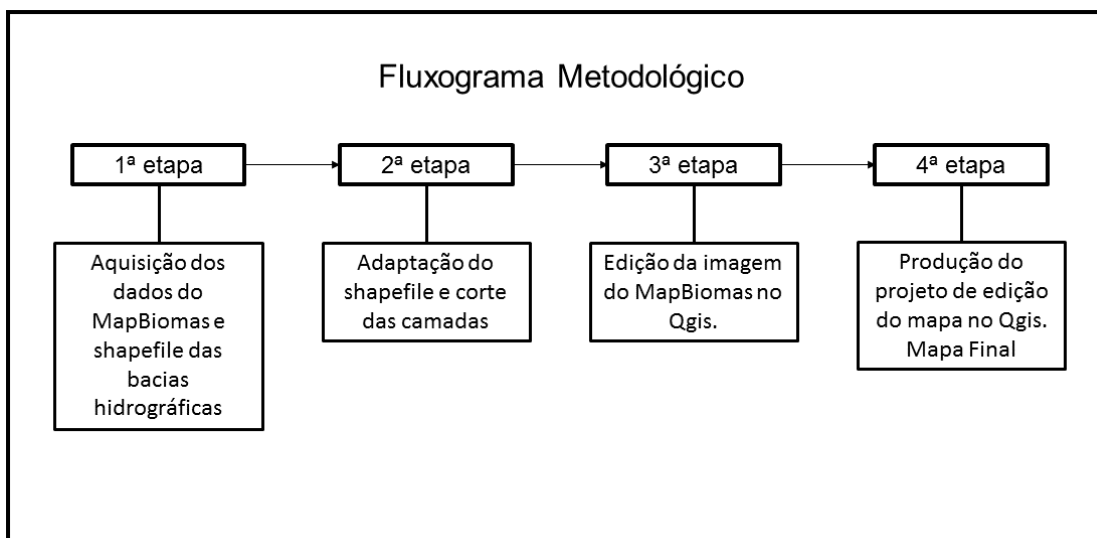 Fluxograma Metodológico
1ª etapa
Aquisição dos
dados do
MapBiomas e
shapefile das
bacias
hidrográficas
2ª etapa
Adaptação do
shapefile e corte
das camadas
3ª etapa
Edição da imagem
do MapBiomas no
Qgis.
4ª etapa
Produção do
projeto de edição
do mapa no Qgis.
Mapa Final